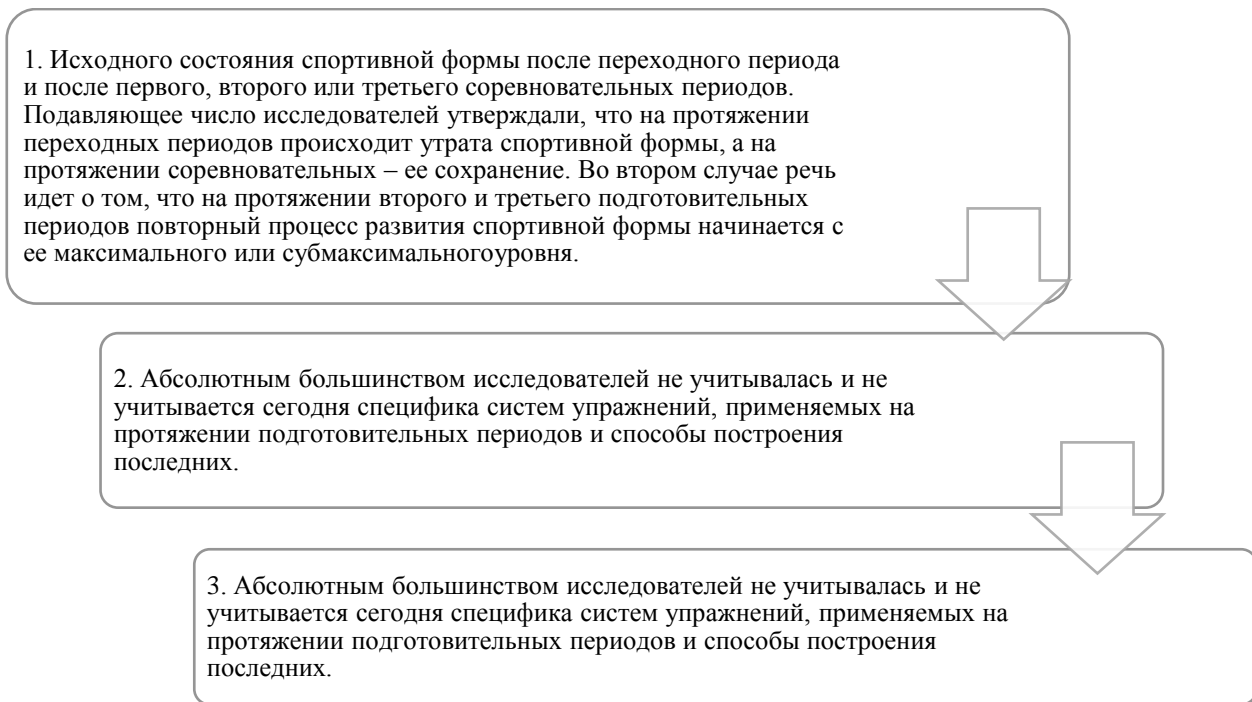 1. Исходного состояния спортивной формы после переходного периода
и после первого, второго или третьего соревновательных периодов.
Подавляющее число исследователей утверждали, что на протяжении
переходных периодов происходит утрата спортивной формы, а на
протяжении соревновательных – ее сохранение. Во втором случае речь
идет о том, что на протяжении второго и третьего подготовительных
периодов повторный процесс развития спортивной формы начинается с
ее максимального или субмаксимальногоуровня.
2. Абсолютным большинством исследователей не учитывалась и не
учитывается сегодня специфика систем упражнений, применяемых на
протяжении подготовительных периодов и способы построения
последних.
3. Абсолютным большинством исследователей не учитывалась и не
учитывается сегодня специфика систем упражнений, применяемых на
протяжении подготовительных периодов и способы построения
последних.